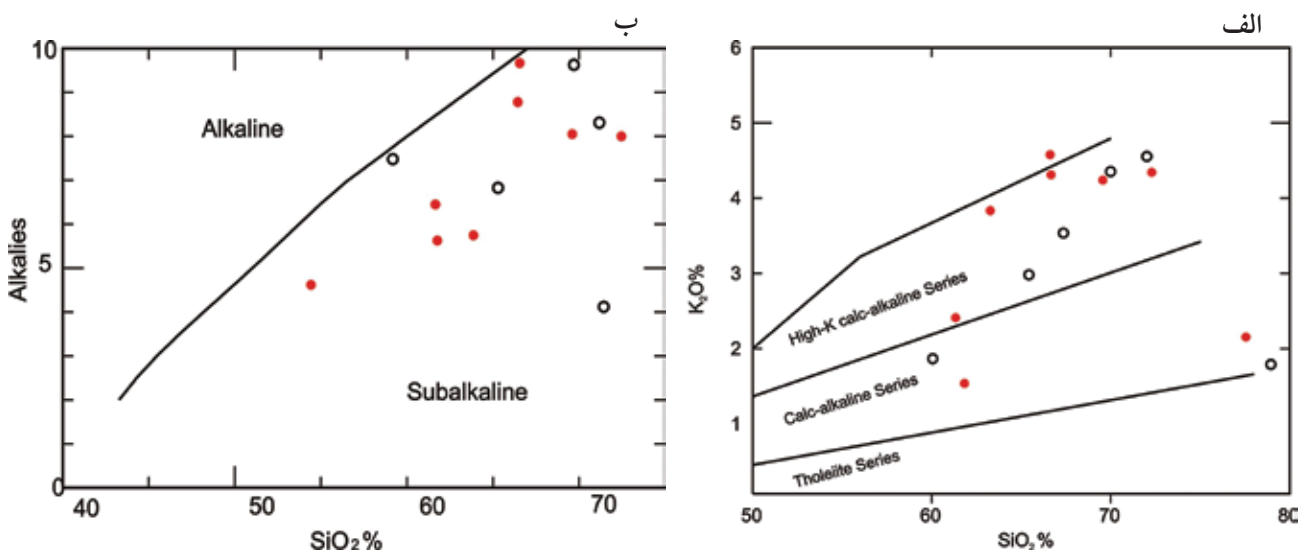 ب
10
5
0
Alkalies
Alkaline
Subalkaline
40
50
60
70
SiO₂%
الف
6
5
4
3
2
1
K₂O%
High-K calc-alkaline Series
Calc-alkaline Series
Tholeiite Series
50
60
70
80
SiO₂%